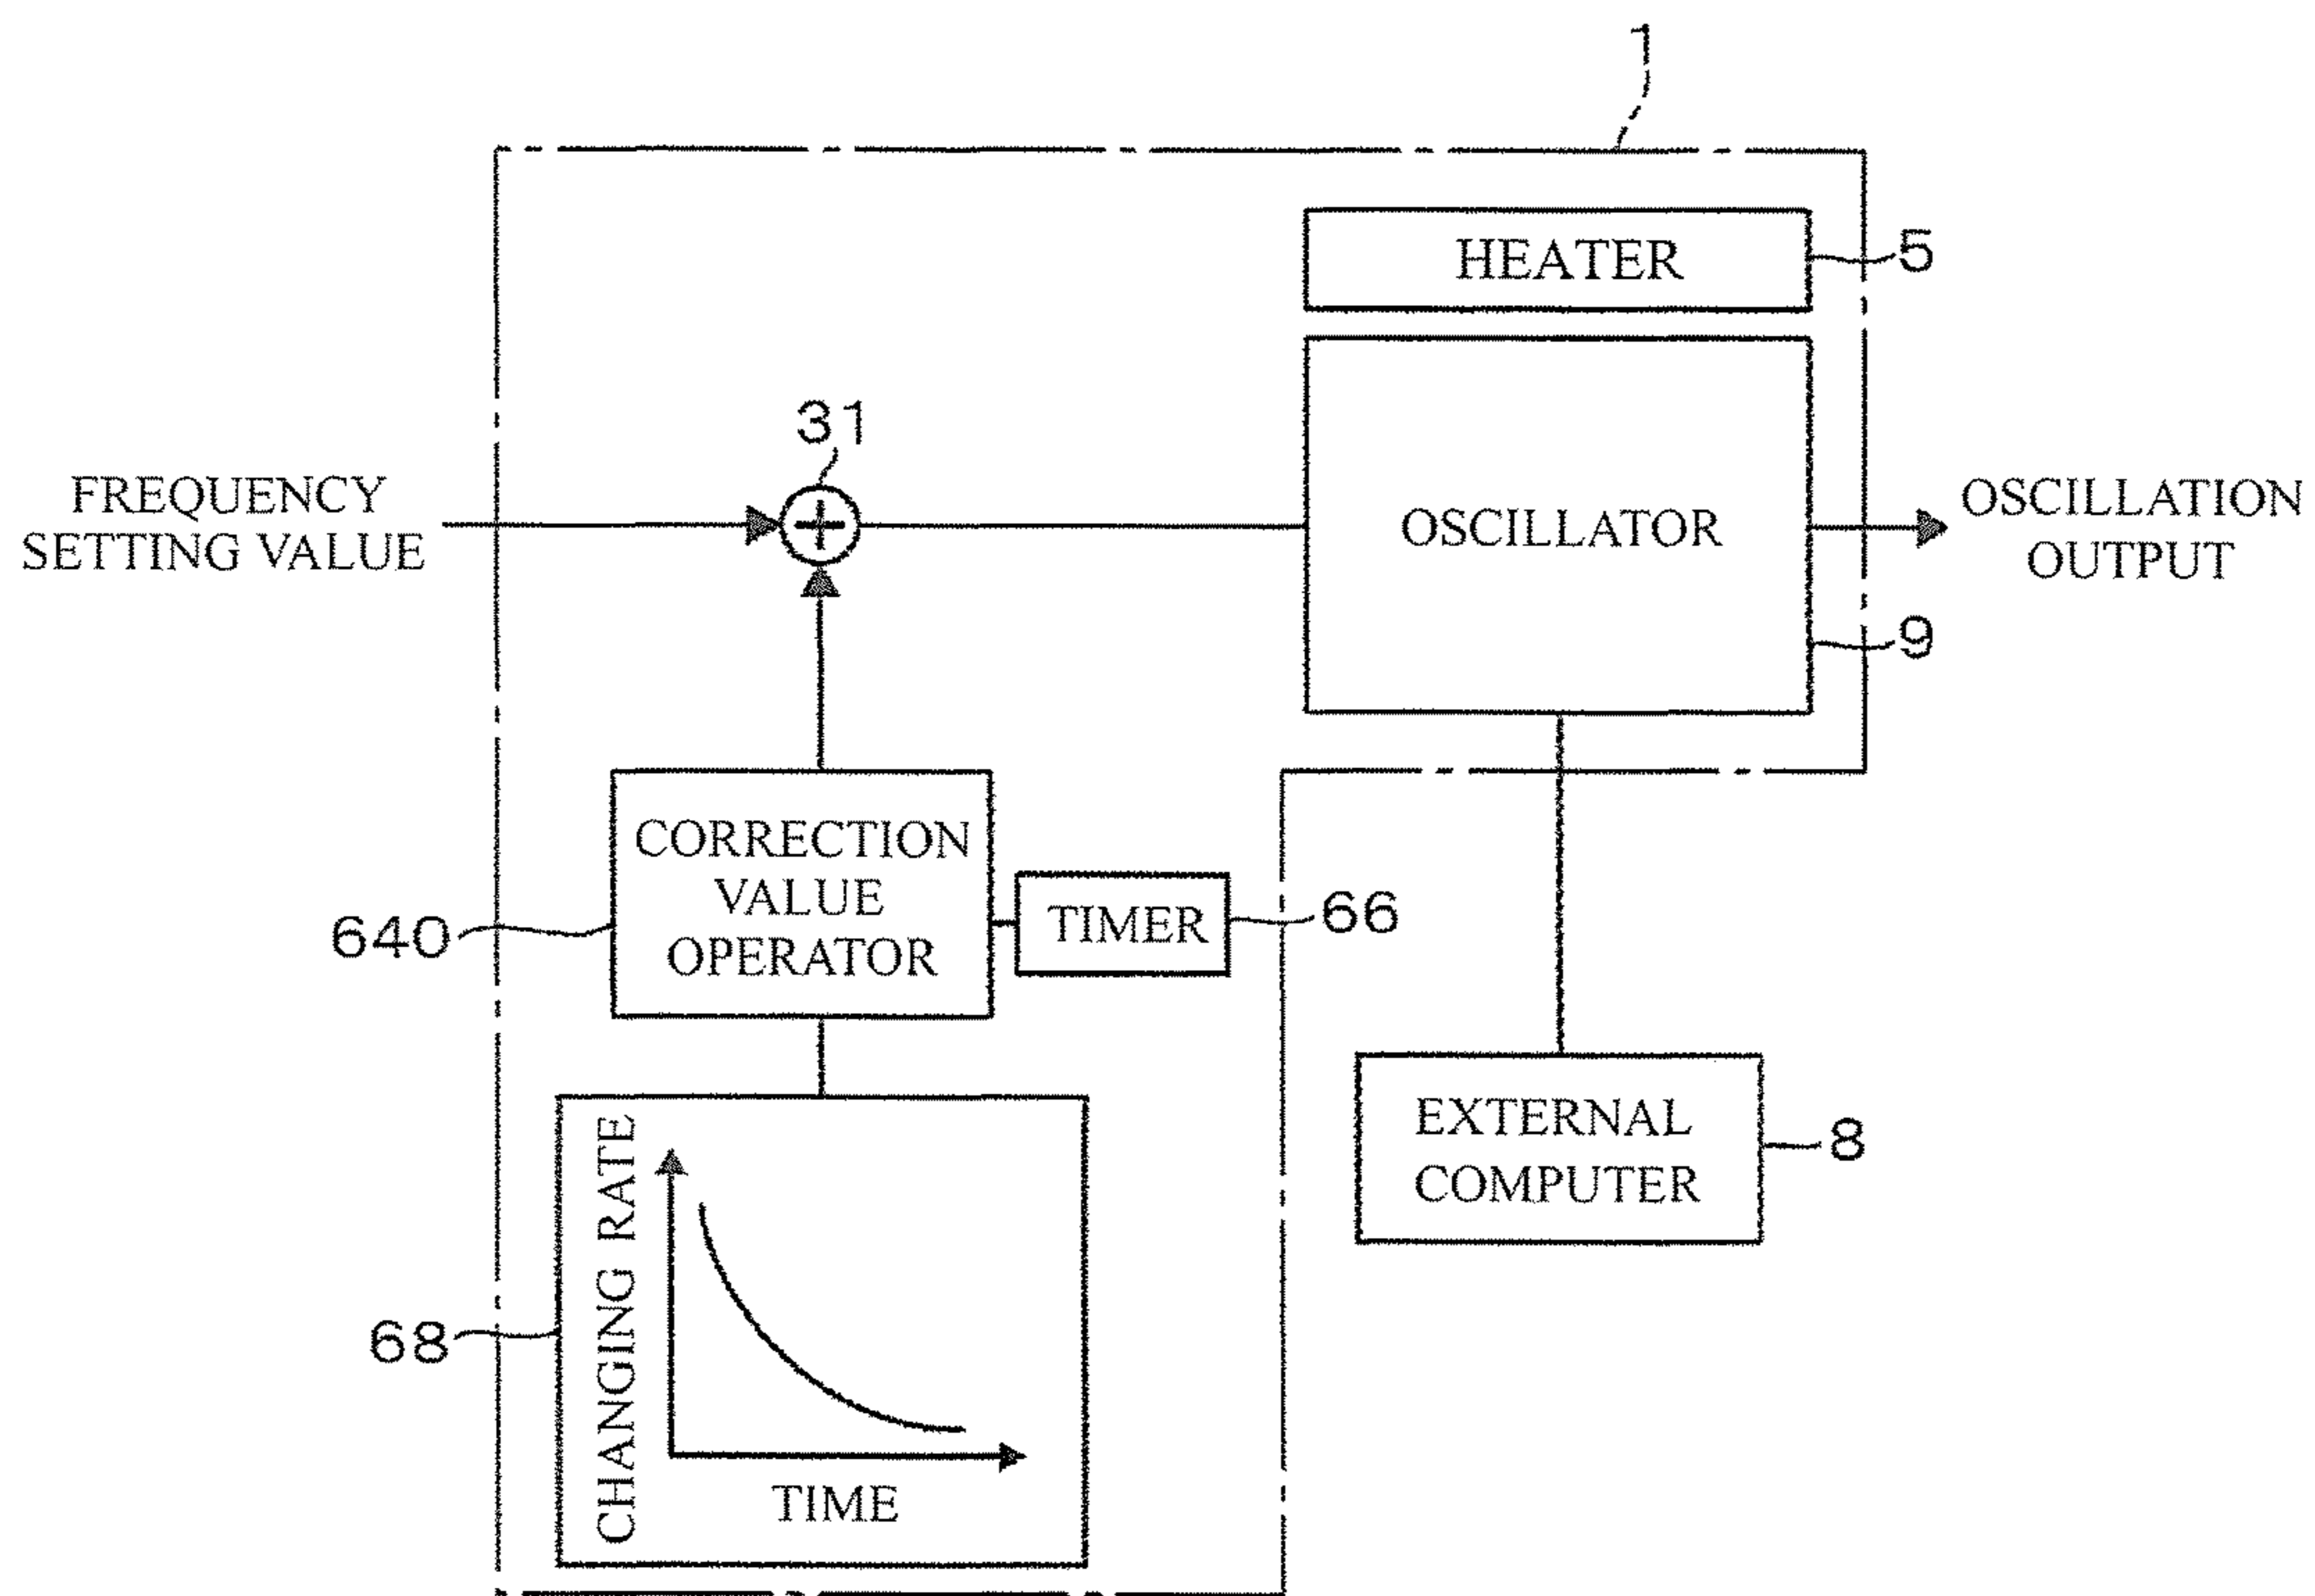 1
HEATER
5
31
FREQUENCY
SETTING VALUE
OSCILLATOR
OSCILLATION
OUTPUT
9
CORRECTION
VALUE
OPERATOR
640
TIMER
66
EXTERNAL
COMPUTER
8
CHANGING RATE
68
TIME